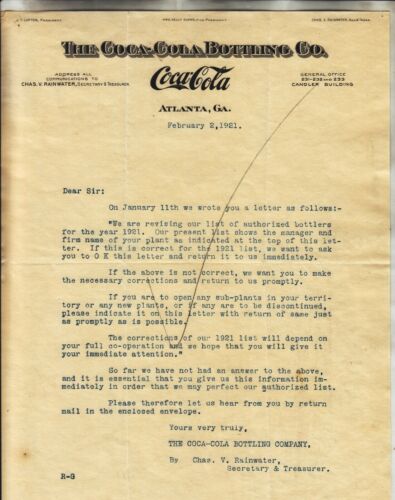 THE COCA-COLA BOTTLING CO.
ADDRESS ALL
COMMUNICATIONS TO
CHAS. V. RAINWATER, SECRETARY & TREASURER
Coca-Cola
GENERAL OFFICE
231-232 AND 233
CANDLER BUILDING
ATLANTA, GA.
February 2,1921.
Dear Sir:
On January 11th we wrote you a letter as follows:-
"We are revising our list of authorized bottlers
for the year 1921. Our present list shows the manager and
firm name of your plant as indicated at the top of this let-
ter. If this is correct for the 1921 list, we want to ask
you to O K this letter and return it to us immediately.
If the above is not correct, we want you to make
the necessary corrections and return to us promptly.
If you are to open any sub-plants in your territ-
ory or any new plants, or if any are to be discontinued,
please indicate it on this letter with return of same just
as promptly as is possible.
The corrections of our 1921 list will depend on
your full co-operation and we hope that you will give it
your immediate attention."
So far we have not had an answer to the above,
and it is essential that you give us this information im-
mediately in order that we may perfect our authorized list.
Please therefore let us hear from you by return
mail in the enclosed envelope.
Yours very truly,
THE COCA-COLA BOTTLING COMPANY.
By Chas. V. Rainwater,
Secretary & Treasurer.
R-G